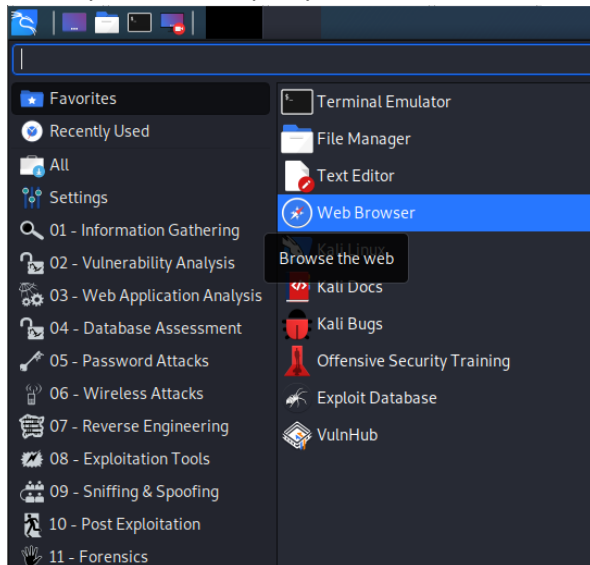 Favorites
Recently Used
All
Settings
01 - Information Gathering
02 - Vulnerability Analysis
03 - Web Application Analysis
04 - Database Assessment
05 - Password Attacks
06 - Wireless Attacks
07 - Reverse Engineering
08 - Exploitation Tools
09 - Sniffing & Spoofing
10 - Post Exploitation
11 - Forensics
Terminal Emulator
File Manager
Text Editor
Web Browser
Kali Linux
Browse the web
Kali Docs
Kali Bugs
Offensive Security Training
Exploit Database
VulnHub